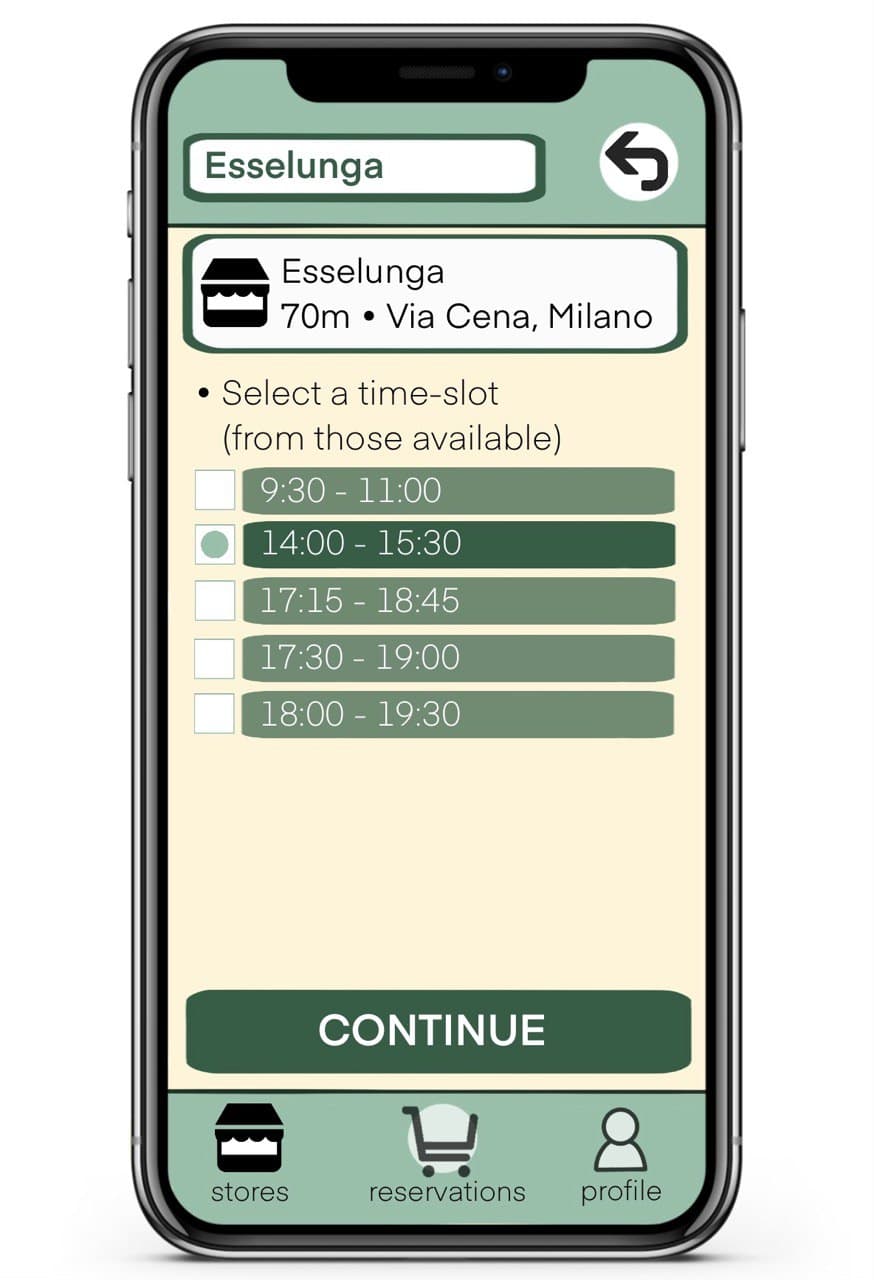 Esselunga
Esselunga
70m • Via Cena, Milano
• Select a time-slot
(from those available)
9:30 - 11:00
14:00 - 15:30
17:15 - 18:45
17:30 - 19:00
18:00 - 19:30
CONTINUE
stores
reservations
profile